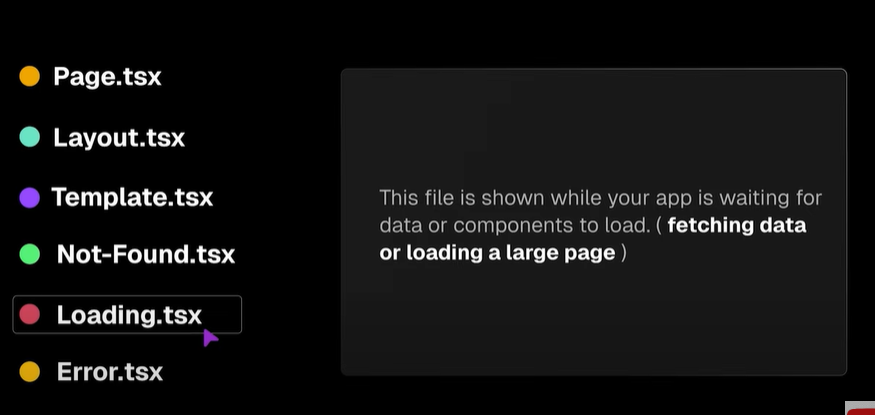 Page.tsx
Layout.tsx
Template.tsx
Not-Found.tsx
Loading.tsx
Error.tsx
This file is shown while your app is waiting for
data or components to load. ( fetching data
or loading a large page )